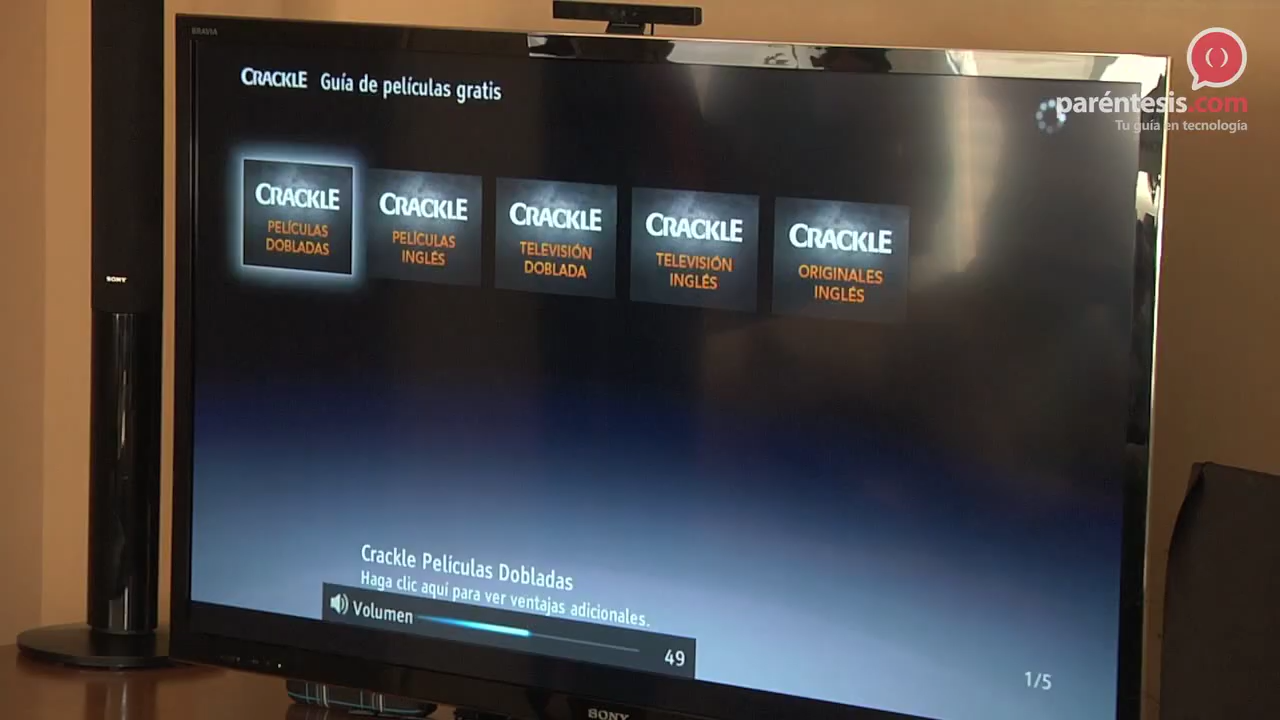 BRAVIA
CRACKLE Guía de películas gratis
paréntesis.com
Tu guía en tecnología
CRACKLE
PELÍCULAS
DOBLADAS
CRACKLE
PELÍCULAS
INGLÉS
CRACKLE
TELEVISIÓN
DOBLADA
CRACKLE
TELEVISIÓN
INGLÉS
CRACKLE
ORIGINALES
INGLÉS
SONY
Crackle Películas Dobladas
Haga clic aquí para ver ventajas adicionales.
Volumen
49
1/5
SONY